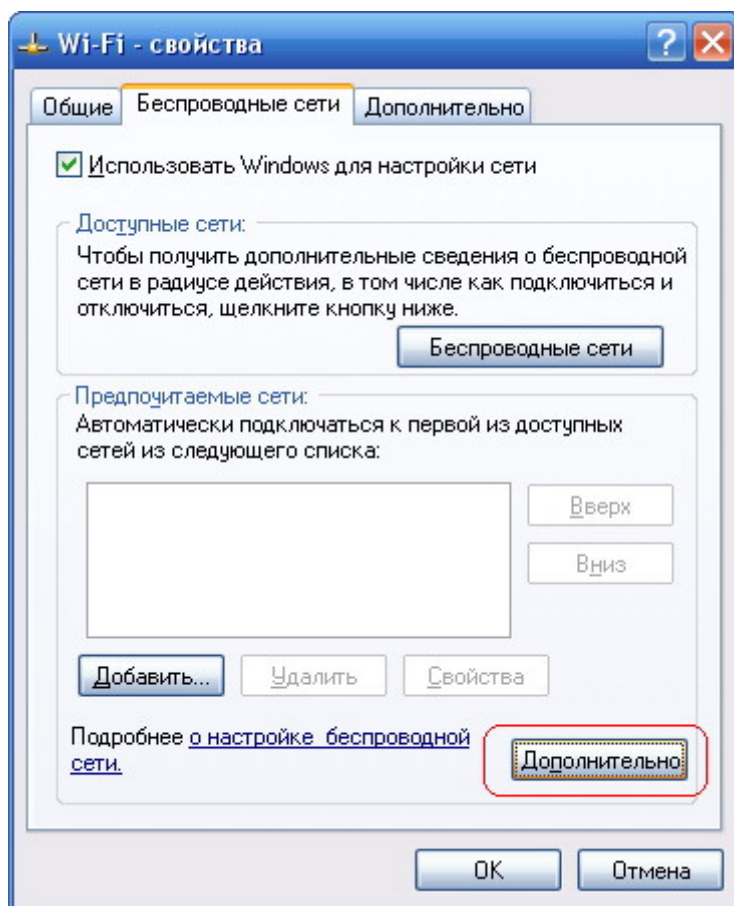 Wi-Fi - свойства
Общие
Беспроводные сети
Дополнительно
Использовать Windows для настройки сети
Доступные сети:
Чтобы получить дополнительные сведения о беспроводной
сети в радиусе действия, в том числе как подключиться и
отключиться, щелкните кнопку ниже.
Беспроводные сети
Предпочитаемые сети:
Автоматически подключаться к первой из доступных
сетей из следующего списка:
Вверх
Вниз
Добавить...
Удалить
Свойства
Подробнее о настройке беспроводной
сети.
Дополнительно
OK
Отмена